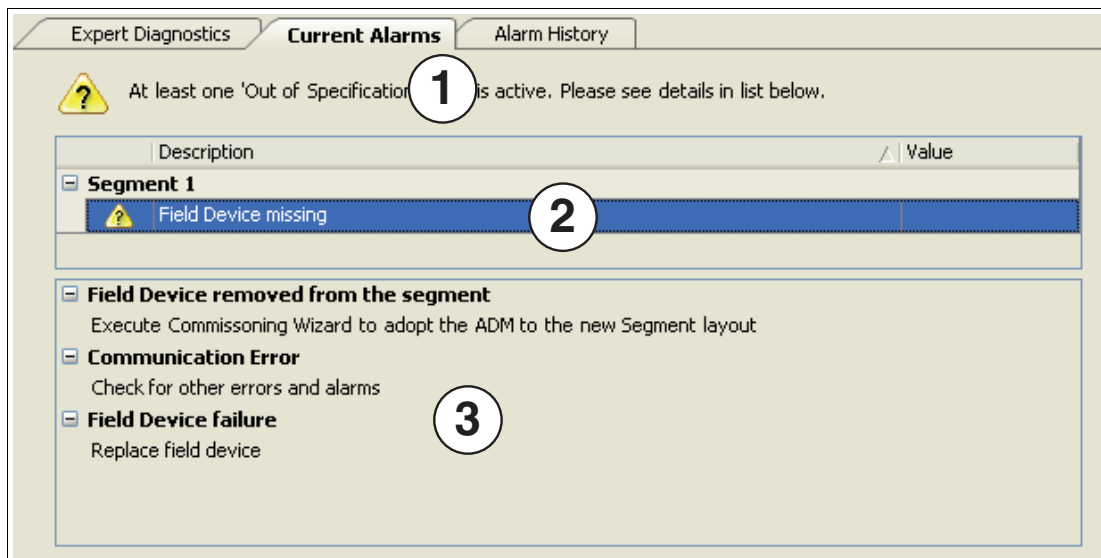 Expert Diagnostics Current Alarms Alarm History
At least one 'Out of Specification 1 is active. Please see details in list below.
Description Value
Segment 1
Field Device missing 2
Field Device removed from the segment
Execute Commissoning Wizard to adopt the ADM to the new Segment layout
Communication Error
Check for other errors and alarms
Field Device failure 3
Replace field device